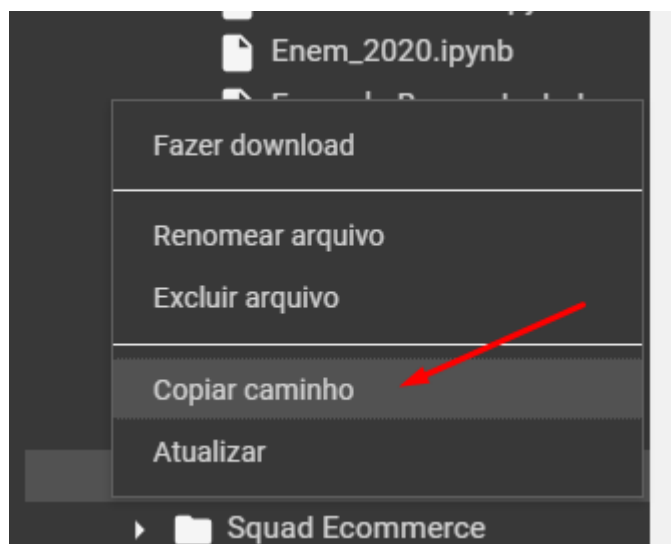 Enem_2020.ipynb
Fazer download
Renomear arquivo
Excluir arquivo
Copiar caminho
Atualizar
Squad Ecommerce